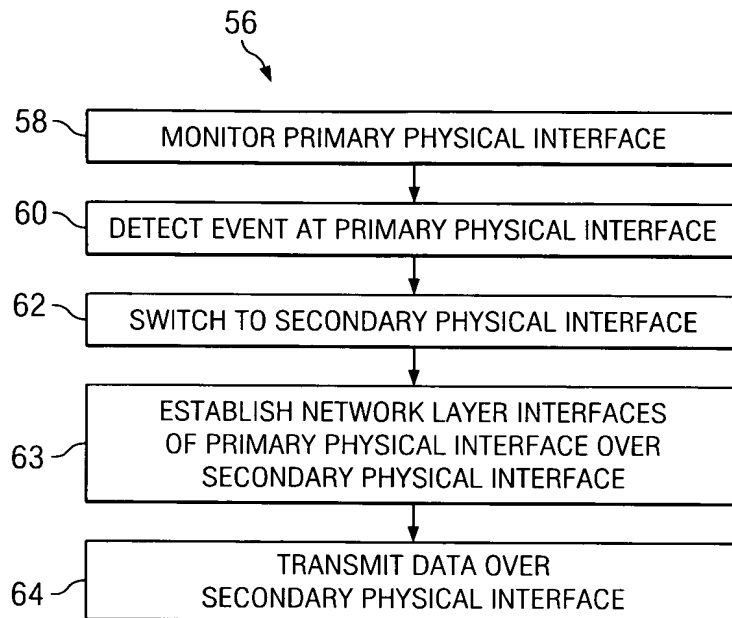 56
58
MONITOR PRIMARY PHYSICAL INTERFACE
60
DETECT EVENT AT PRIMARY PHYSICAL INTERFACE
62
SWITCH TO SECONDARY PHYSICAL INTERFACE
63
ESTABLISH NETWORK LAYER INTERFACES
OF PRIMARY PHYSICAL INTERFACE OVER
SECONDARY PHYSICAL INTERFACE
64
TRANSMIT DATA OVER
SECONDARY PHYSICAL INTERFACE